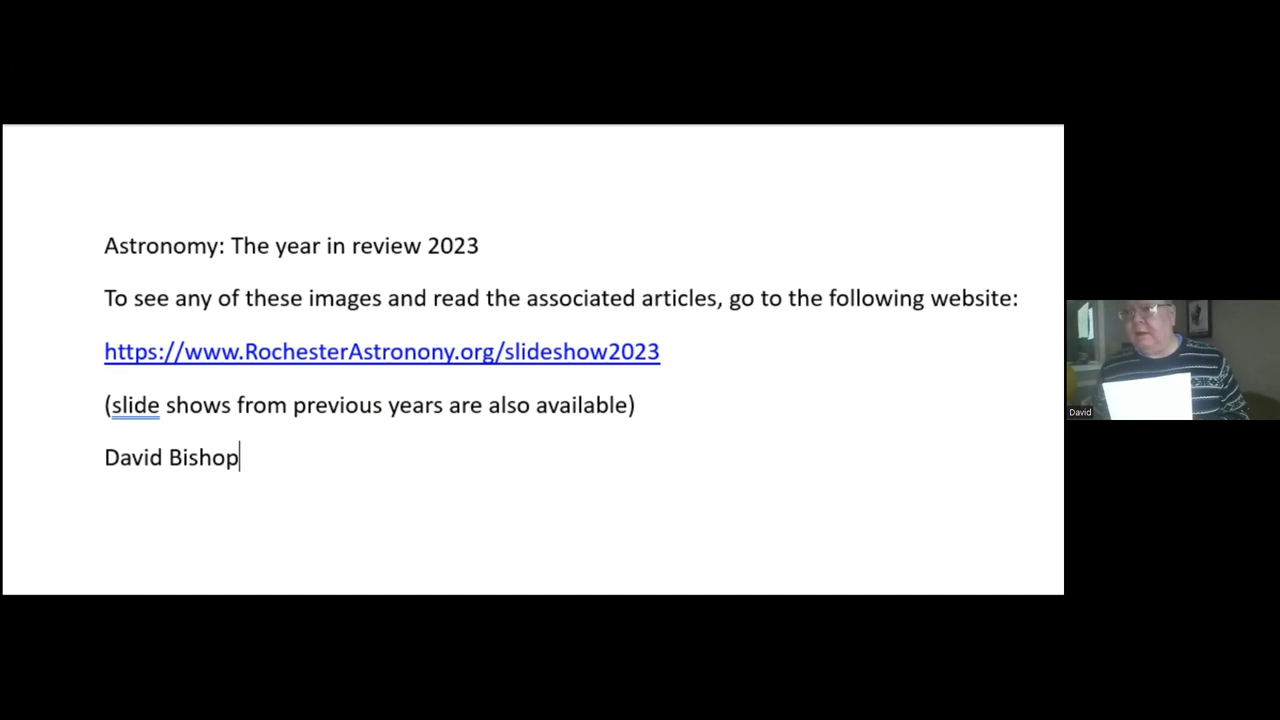 Astronomy: The year in review 2023
To see any of these images and read the associated articles, go to the following website:
https://www.RochesterAstronony.org/slideshow2023
(slide shows from previous years are also available)
David Bishop
David